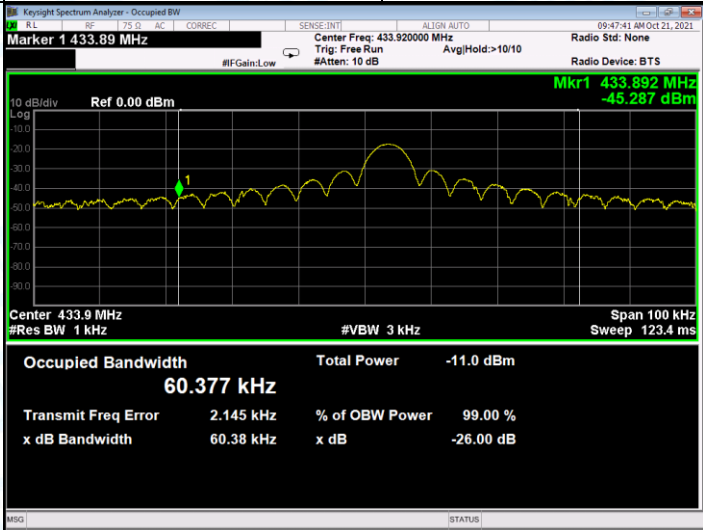 Keysight Spectrum Analyzer - Occupied BW
RL RF 75 Ω AC CORREC SENSE:INT ALIGN AUTO 09:47:41 AM Oct 21, 2021
Marker 1 433.89 MHz
Center Freq: 433.920000 MHz
Radio Std: None
Trig: Free Run Avg|Hold:>10/10
#IFGain:Low #Atten: 10 dB Radio Device: BTS
Mkr1 433.892 MHz
10 dB/div Ref 0.00 dBm -45.287 dBm
Log
-10.0
-20.0
-30.0
1
-40.0
-50.0
-60.0
-70.0
-80.0
-90.0
Center 433.9 MHz Span 100 kHz
#Res BW 1 kHz #VBW 3 kHz Sweep 123.4 ms
Occupied Bandwidth Total Power -11.0 dBm
60.377 kHz
Transmit Freq Error 2.145 kHz % of OBW Power 99.00 %
x dB Bandwidth 60.38 kHz x dB -26.00 dB
MSG STATUS